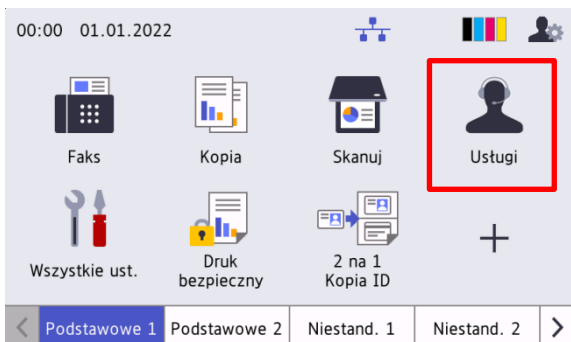 00:00 01.01.2022
Faks
Kopia
Skanuj
Usługi
Wszystkie ust.
Druk
bezpieczny
2 na 1
Kopia ID
Podstawowe 1
Podstawowe 2
Niestand. 1
Niestand. 2